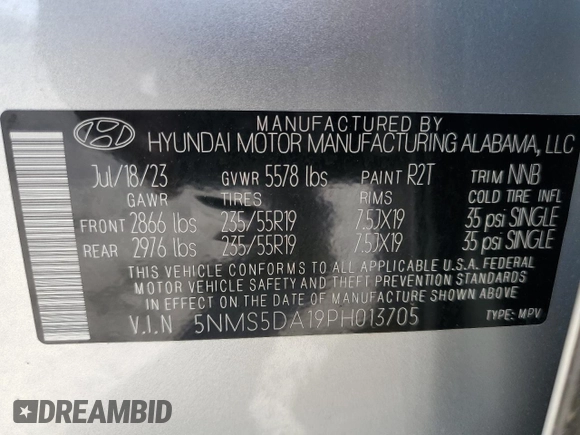 MANUFACTURED BY
HYUNDAI MOTOR MANUFACTURING ALABAMA, LLC
Jul/18/23 GVWR 5578 lbs PAINT R2T TRIM NNB
GAWR TIRES RIMS COLD TIRE INFL
FRONT 2866 lbs 235/55R19 7.5JX19 35 psi SINGLE
REAR 2976 lbs 235/55R19 7.5JX19 35 psi SINGLE
THIS VEHICLE CONFORMS TO ALL APPLICABLE U.S.A. FEDERAL
MOTOR VEHICLE SAFETY AND THEFT PREVENTION STANDARDS
IN EFFECT ON THE DATE OF MANUFACTURE SHOWN ABOVE
V.I.N 5NMS5DA19PH013705 TYPE: MPV
DREAMBID